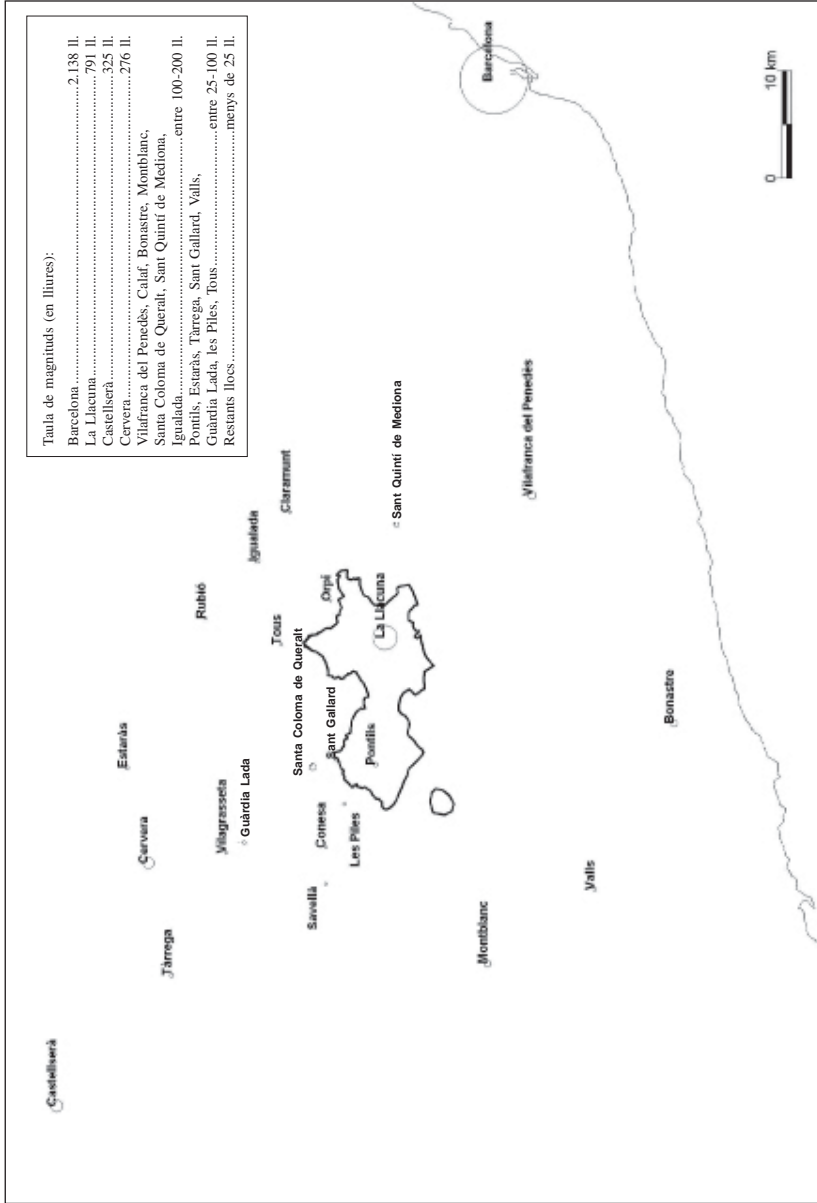 Taula de magnituds (en lliures):
Barcelona ........ 2.138 ll.
La Llacuna ........ 791 ll.
Castellserà ........ 325 ll.
Cervera ........ 276 ll.
Vilafranca del Penedès, Calaf, Bonastre, Montblanc,
Santa Coloma de Queralt, Sant Quintí de Mediona,
Igualada ........ entre 100-200 ll.
Pontils, Estaràs, Tàrrega, Sant Gallard, Valls,
Guàrdia Lada, les Piles, Tous ........ entre 25-100 ll.
Restants llocs ........ menys de 25 ll.
Castellserà
Tàrrega
Cervera
Estaràs
Vilagrasseta
Guàrdia Lada
Rubió
Igualada
Claramunt
Tous
Santa Coloma de Queralt
Sant Gallard
Orpí
Savellà
Conesa
Les Piles
Pontils
La Llacuna
Sant Quintí de Mediona
Barcelona
Montblanc
Vilafranca del Penedès
Valls
Bonastre
0 10 km